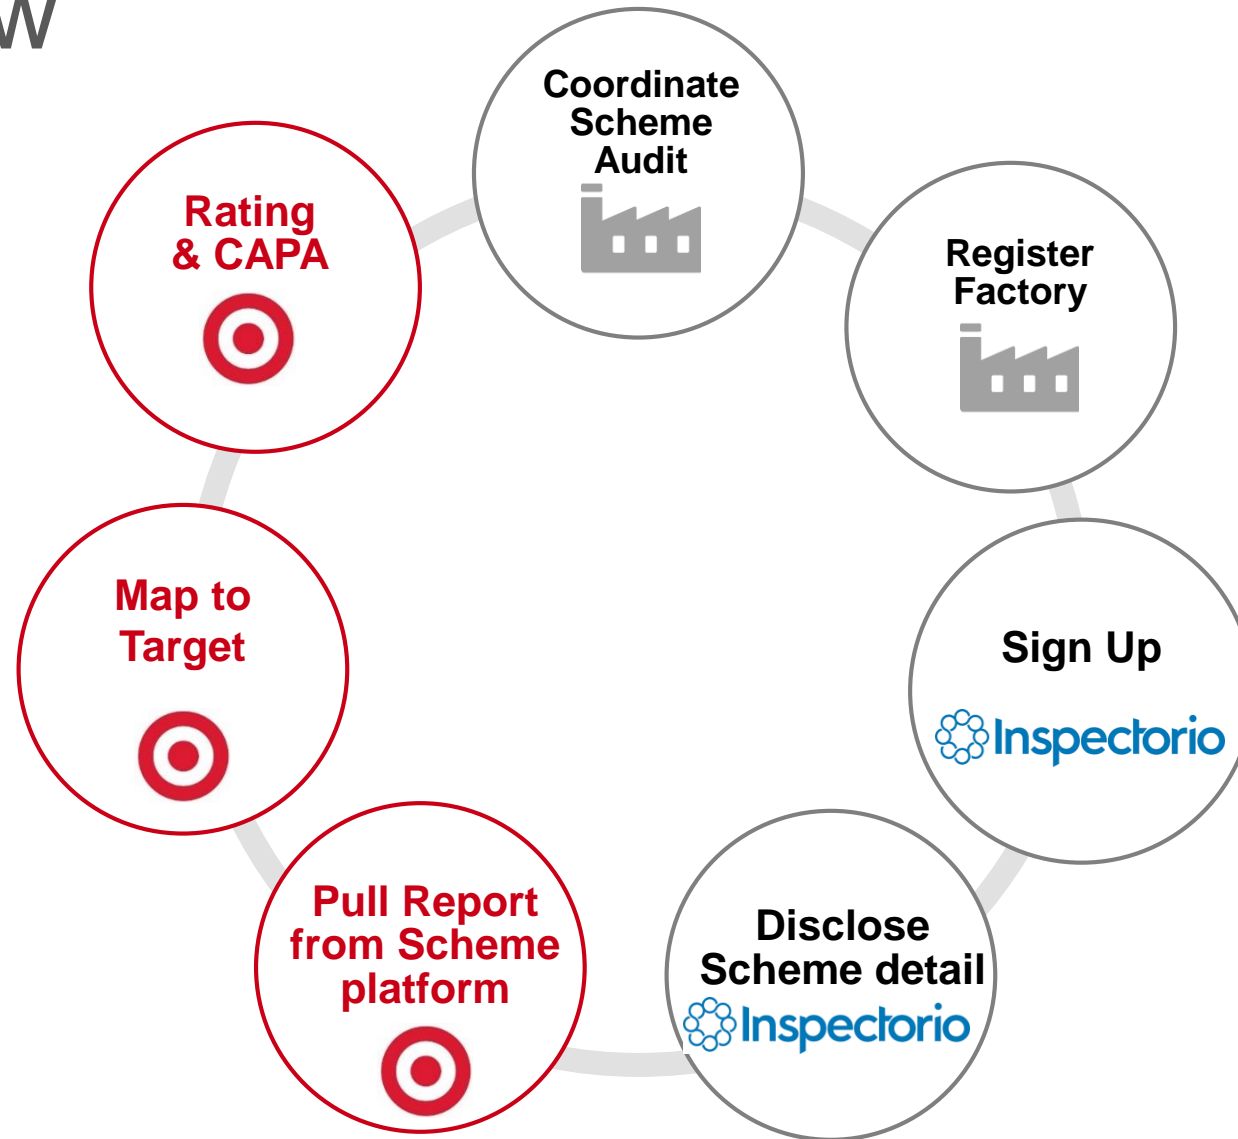 w
Coordinate
Scheme
Audit
Register
Factory
Sign Up
Inspectorio
Disclose
Scheme detail
Inspectorio
Pull Report
from Scheme
platform
Map to
Target
Rating
& CAPA